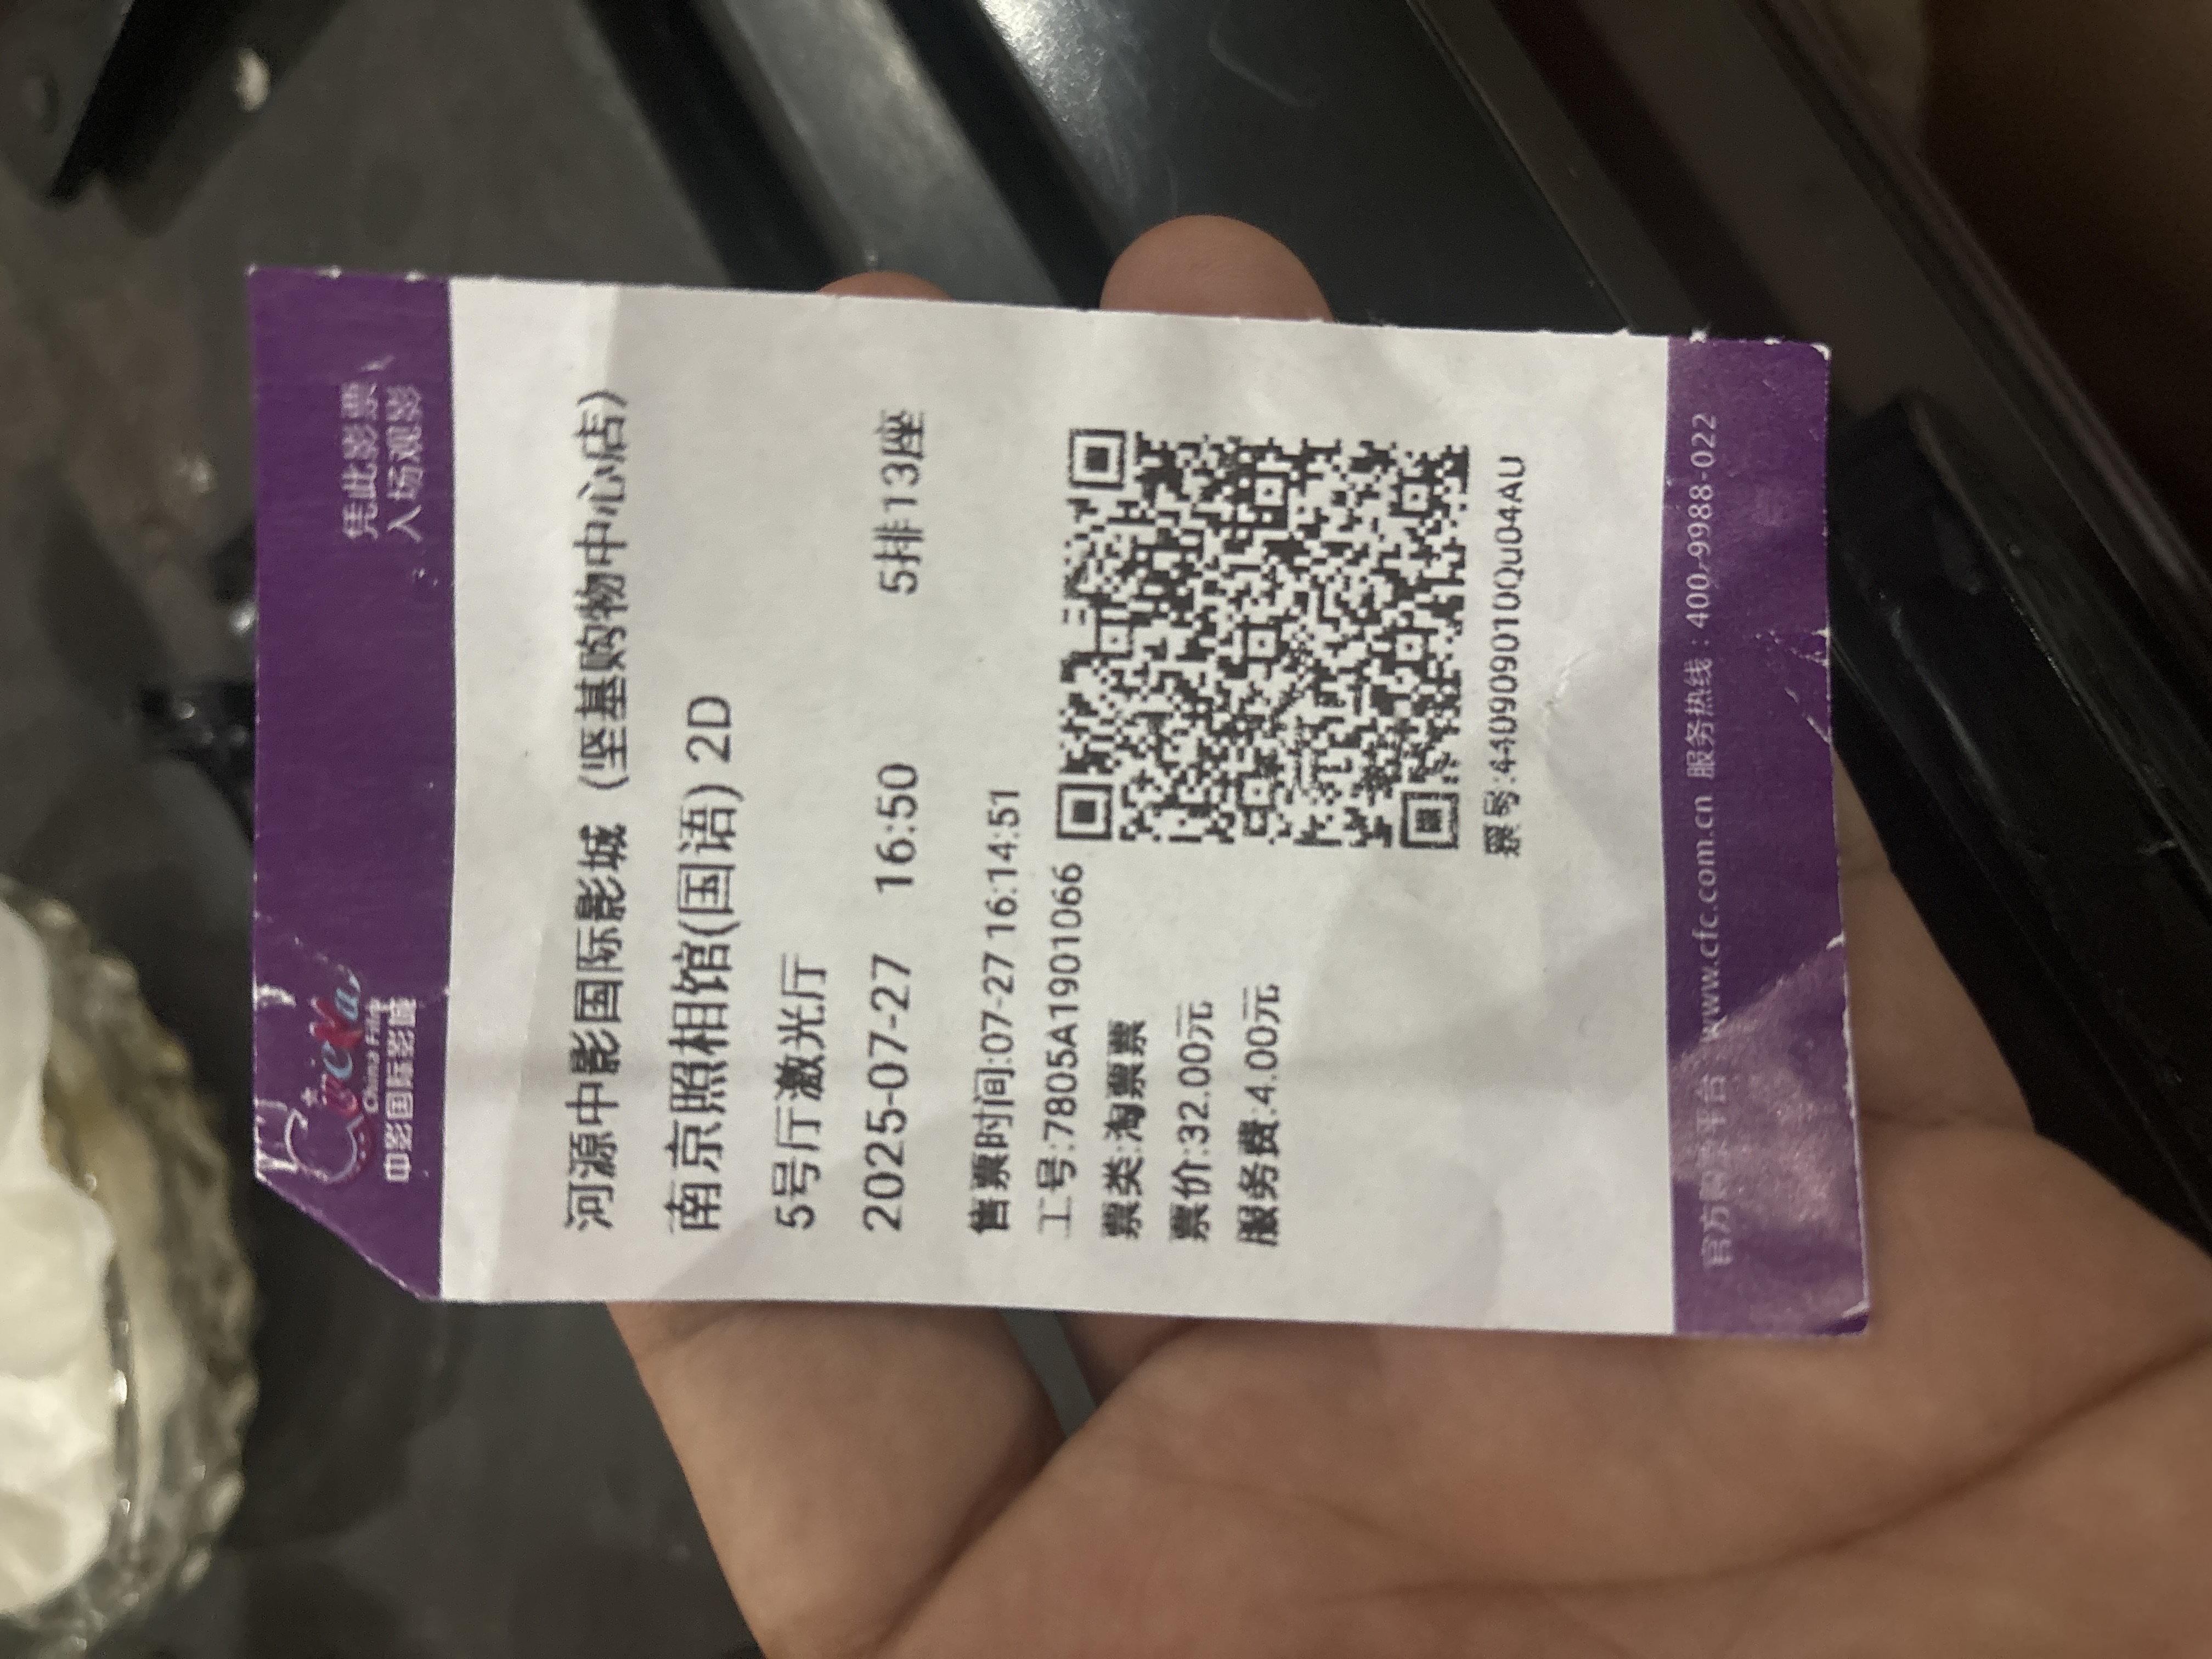 Cinema
China Film
中影国际影城
凭此影票
入场观影
河源中影国际影城（坚基购物中心店）
南京照相馆(国语) 2D
5号厅激光厅
2025-07-27 16:50 5排13座
售票时间:07-27 16:14:51
工号:7805A1901066
票类:淘票票
票价:32.00元
服务费:4.00元
票号:440909010Qu04AU
官方购票平台 www.cfc.com.cn 服务热线：400-9988-022